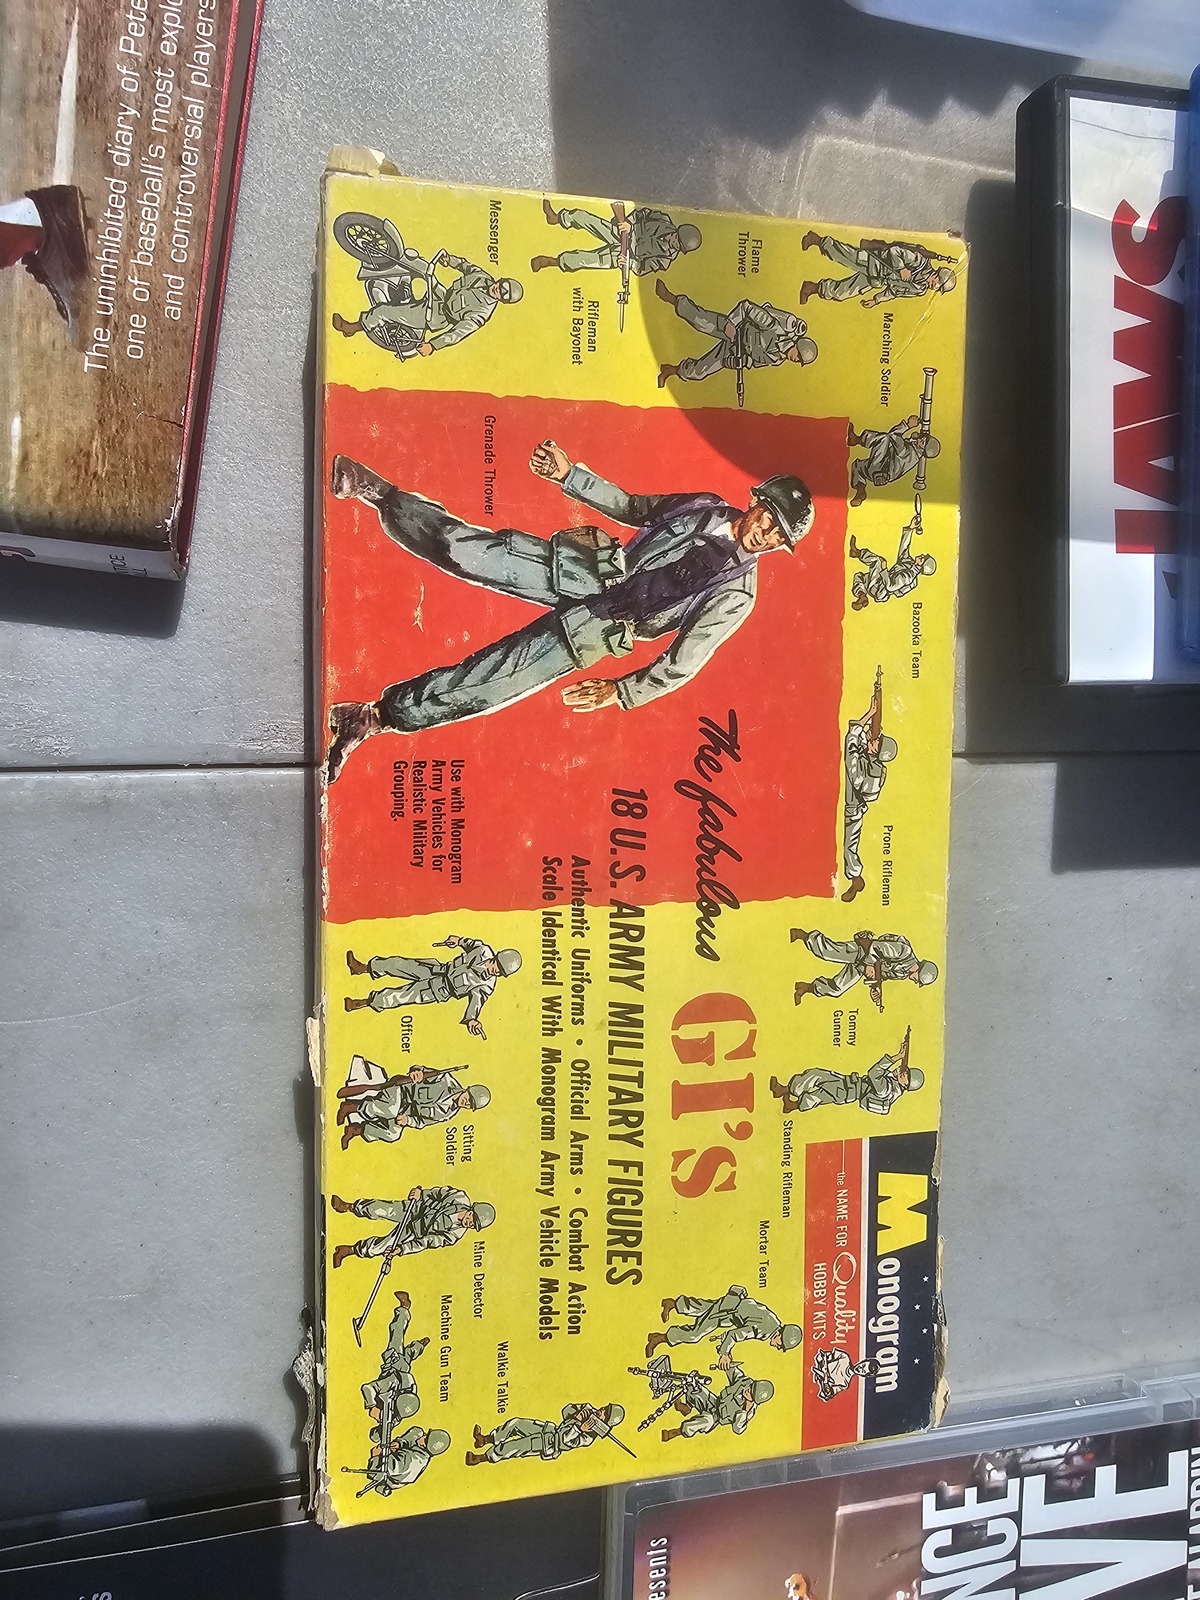 The uninhibited diary of Pete
one of baseball's most explo
and controversial players
JAWS
Monogram
the NAME FOR Quality
HOBBY KITS
The fabulous GI'S
18 U.S. ARMY MILITARY FIGURES
Authentic Uniforms • Official Arms • Combat Action
Scale Identical With Monogram Army Vehicle Models
Use with Monogram
Army Vehicles for
Realistic Military
Grouping.
Marching Soldier
Bazooka Team
Prone Rifleman
Tommy
Gunner
Standing Rifleman
Mortar Team
Flame
Thrower
Rifleman
with Bayonet
Messenger
Grenade Thrower
Officer
Sitting
Soldier
Mine Detector
Machine Gun Team
Walkie Talkie
esents
NCE
VE